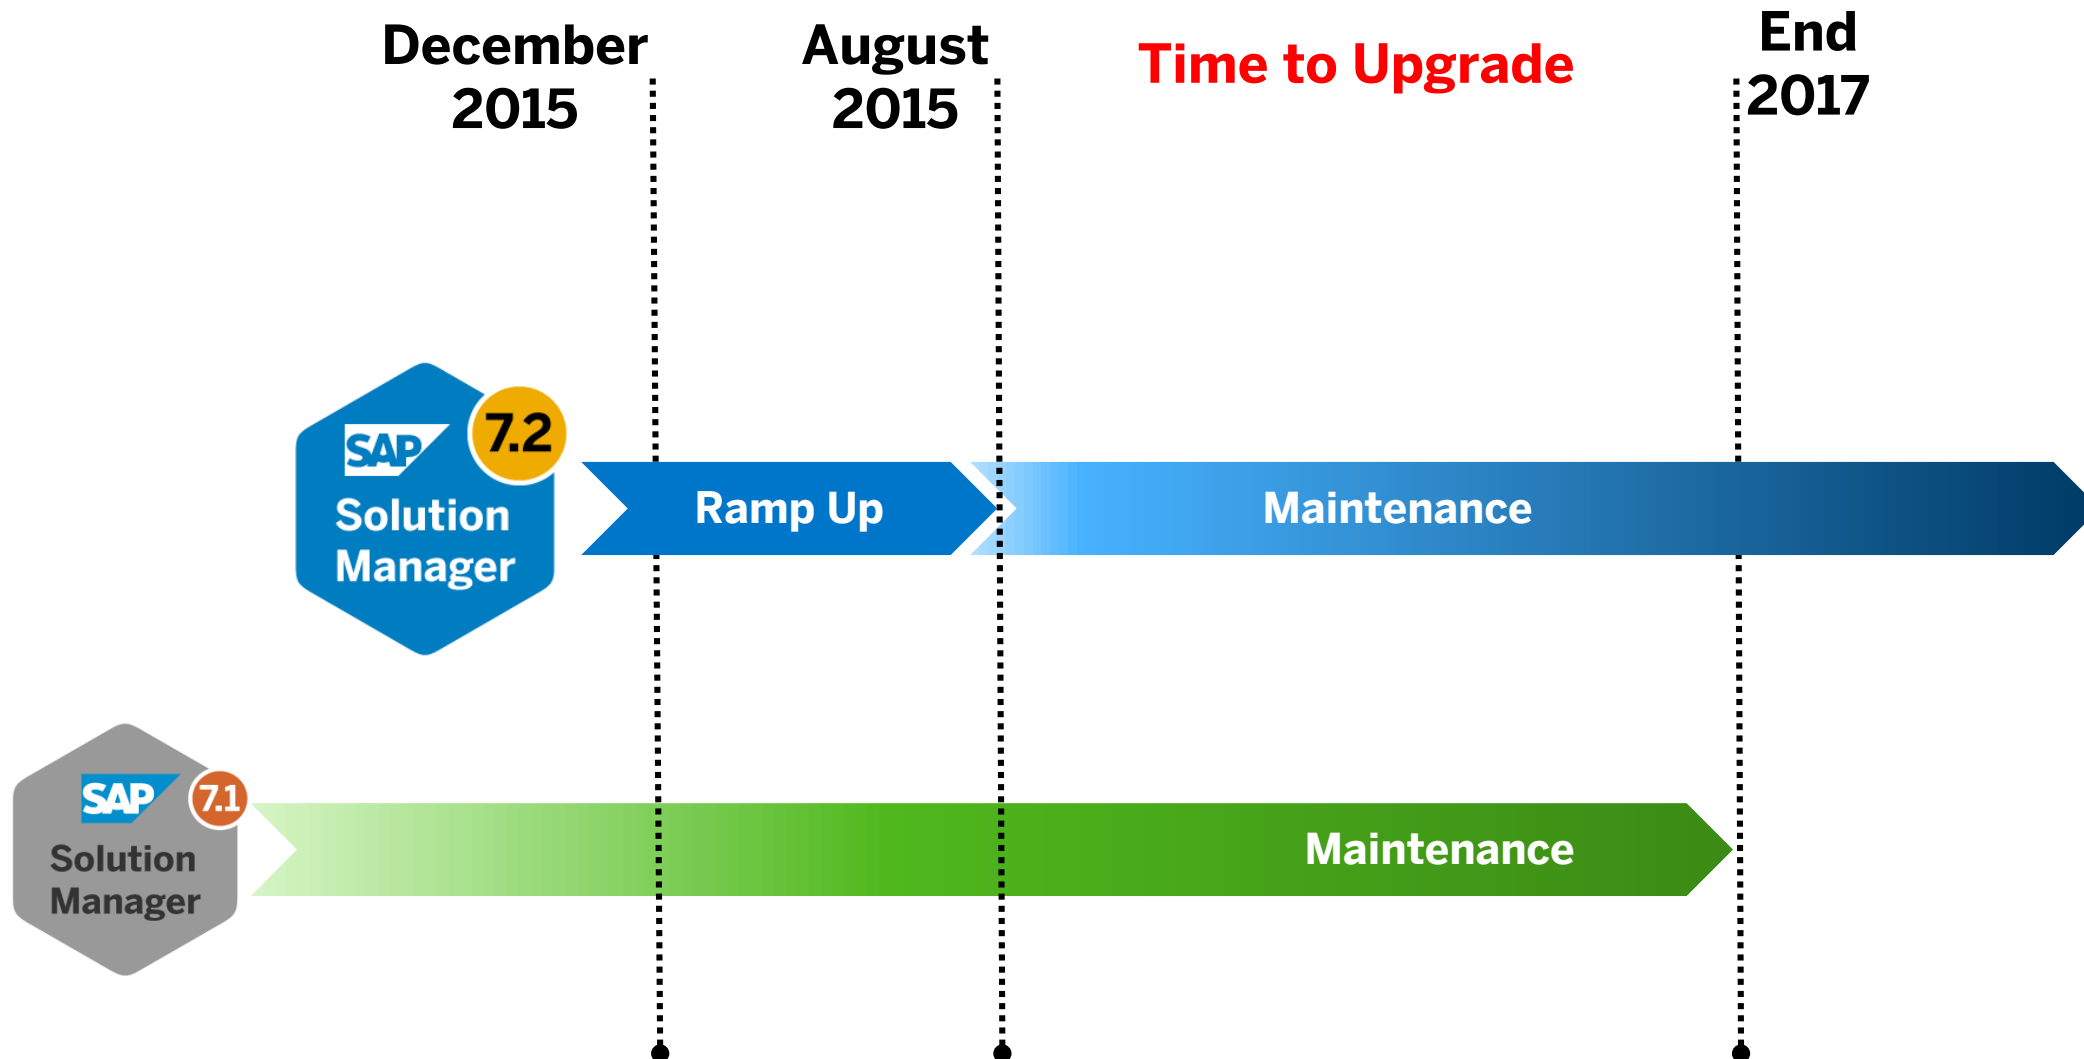 December
2015
August
2015
Time to Upgrade
End
2017
SAP
7.2
Solution
Manager
Ramp Up
Maintenance
SAP
7.1
Solution
Manager
Maintenance